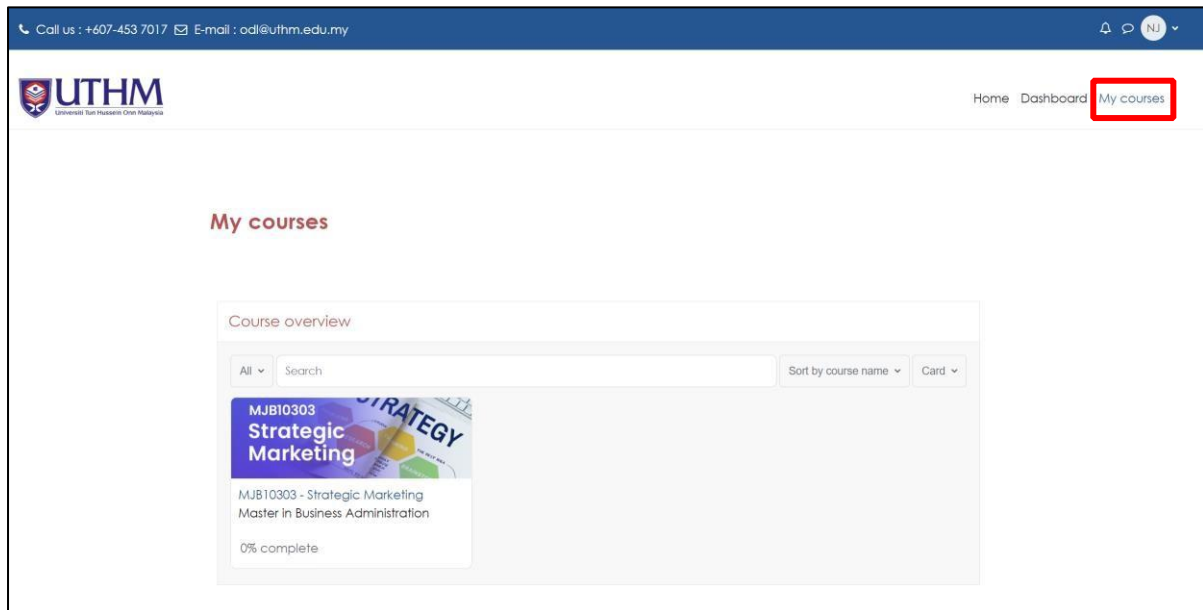 Call us : +607-453 7017 E-mail : odl@uthm.edu.my
NJ
UTHM
Universiti Tun Hussein Onn Malaysia
Home Dashboard My courses
My courses
Course overview
All Search Sort by course name Card
MJB10303
Strategic
Marketing
STRATEGY
MJB10303 - Strategic Marketing
Master in Business Administration
0% complete